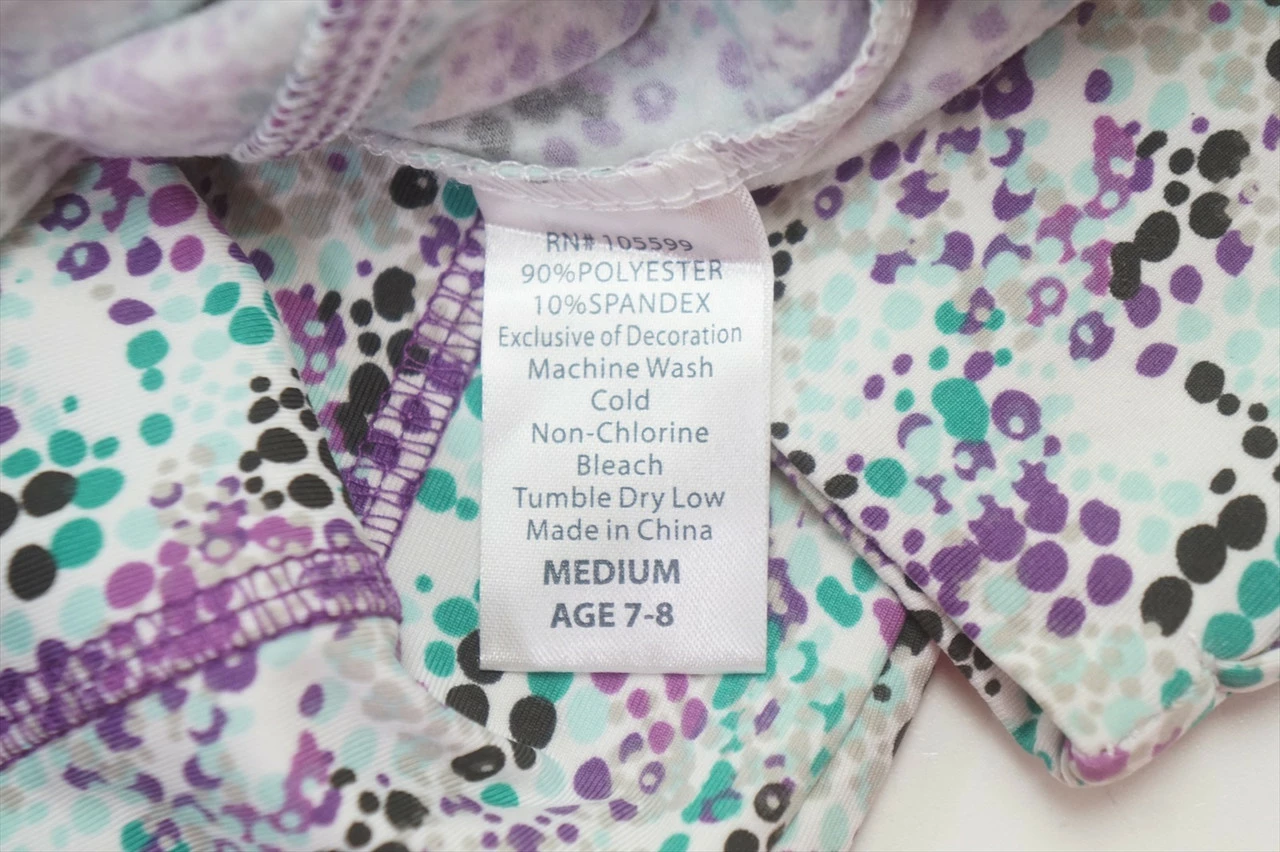 RN# 105599
90%POLYESTER
10%SPANDEX
Exclusive of Decoration
Machine Wash
Cold
Non-Chlorine
Bleach
Tumble Dry Low
Made in China
MEDIUM
AGE 7-8